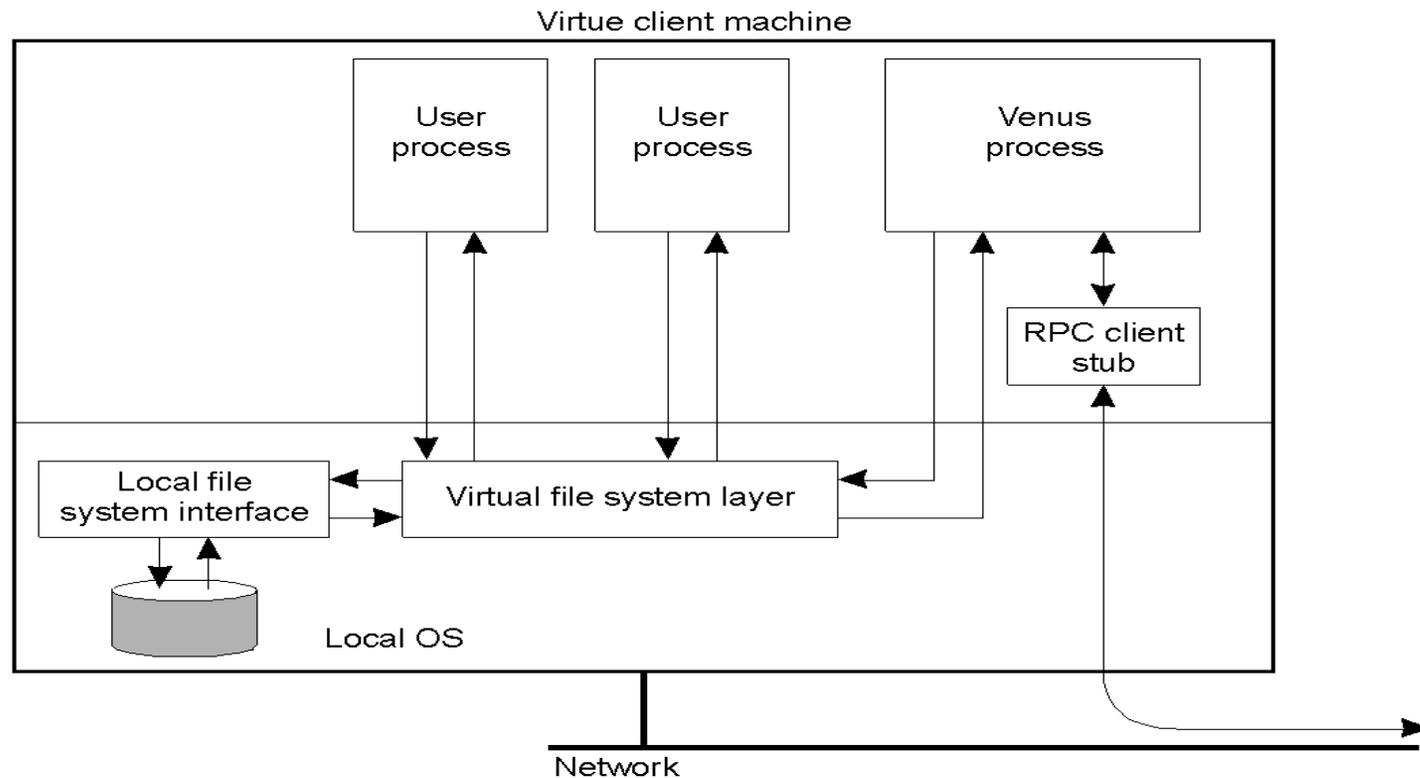 Virtue client machine
User
process
User
process
Venus
process
RPC client
stub
Local file
system interface
Virtual file system layer
Local OS
Network